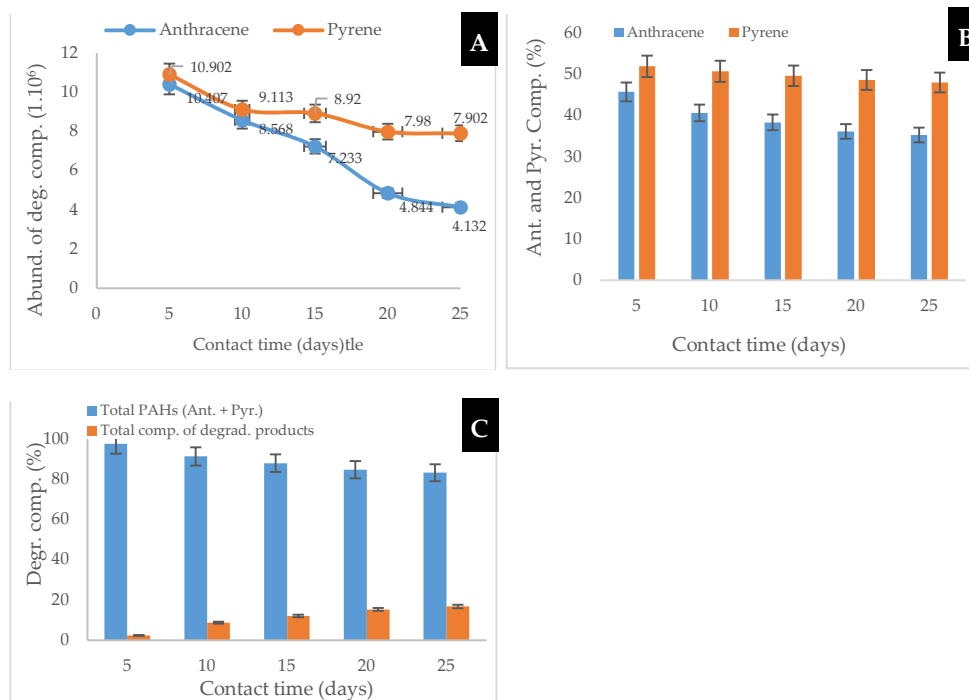 Anthracene Pyrene
A
Abund. of deg. comp. (1.10⁶)
12
10
8
6
4
2
0
10.902
10.407
9.113
8.568
8.92
7.233
7.98
4.844
7.902
4.132
0 5 10 15 20 25
Contact time (days)tle
Anthracene Pyrene
B
Ant. and Pyr. Comp. (%)
60
50
40
30
20
10
0
5 10 15 20 25
Contact time (days)
Total PAHs (Ant. + Pyr.)
Total comp. of degrad. products
C
Degr. comp. (%)
100
80
60
40
20
0
5 10 15 20 25
Contact time (days)